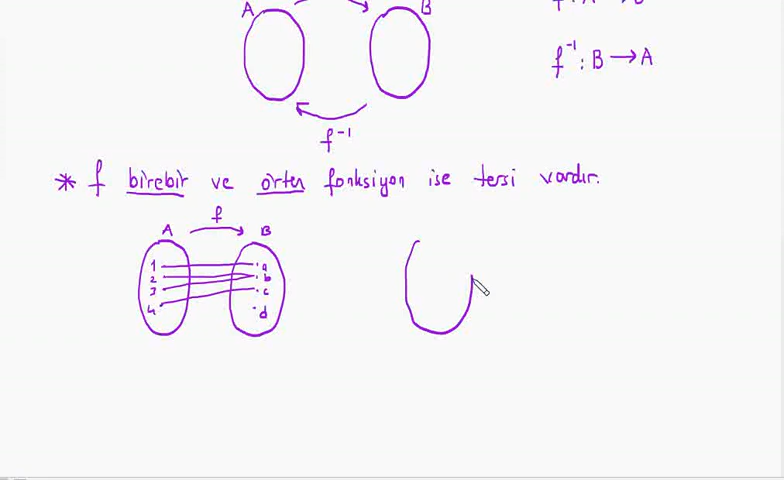 A B
f⁻¹ : B → A
f⁻¹
* f birebir ve örten fonksiyon ise tersi vardır.
f
A B
1 a
2 b
3 c
4 d